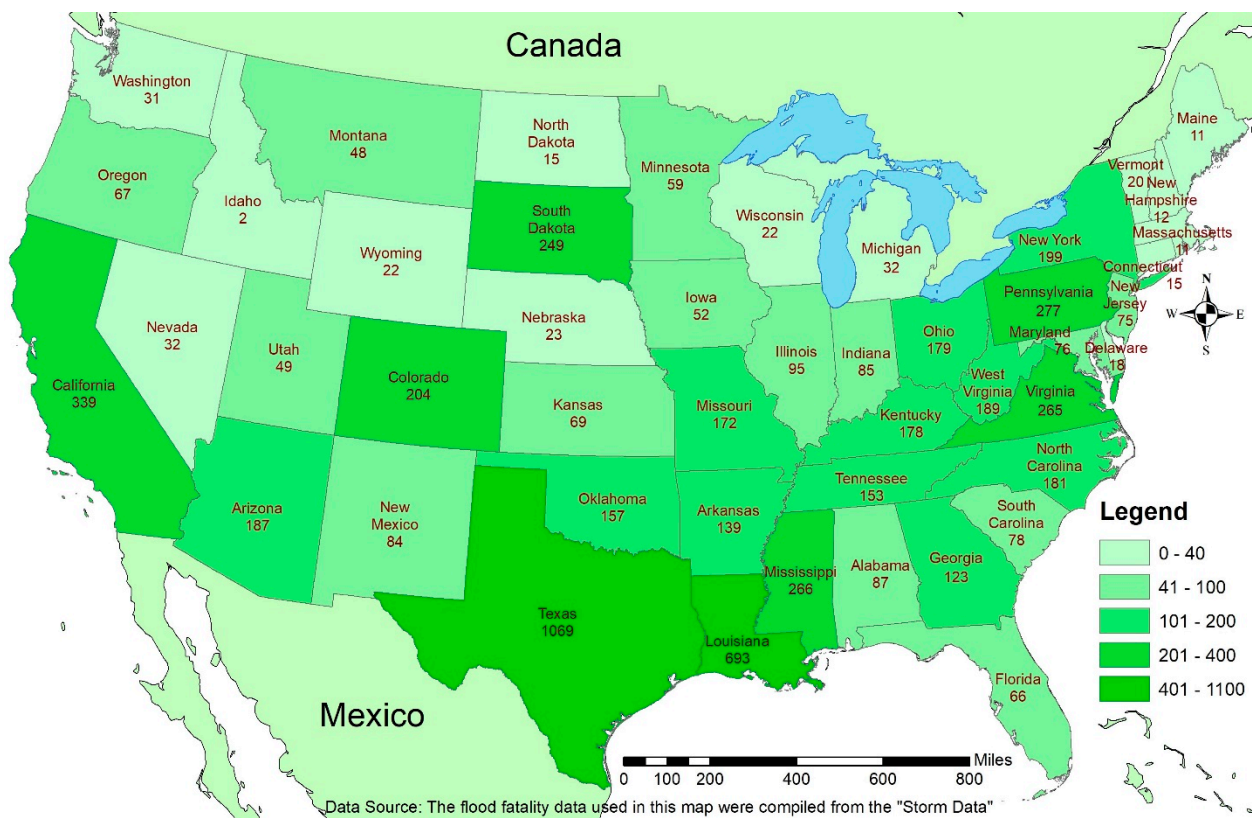 Canada
Washington
31
Montana
48
North
Dakota
15
Minnesota
59
Maine
11
Oregon
67
Idaho
2
Wyoming
22
South
Dakota
249
Wisconsin
22
Michigan
32
Vermont
20
New
Hampshire
12
Massachusetts
11
New York
199
Connecticut
15
Nevada
32
Utah
49
Colorado
204
Nebraska
23
Iowa
52
Illinois
95
Indiana
85
Ohio
179
Pennsylvania
277
New
Jersey
75
Maryland
76
Delaware
18
N
W
E
S
California
339
Kansas
69
Missouri
172
Kentucky
178
West
Virginia
189
Virginia
265
Arizona
187
New
Mexico
84
Oklahoma
157
Arkansas
139
Tennessee
153
North
Carolina
181
South
Carolina
78
Texas
1069
Louisiana
693
Mississippi
266
Alabama
87
Georgia
123
Florida
66
Mexico
Legend
0 - 40
41 - 100
101 - 200
201 - 400
401 - 1100
Miles
0 100 200 400 600 800
Data Source: The flood fatality data used in this map were compiled from the "Storm Data"